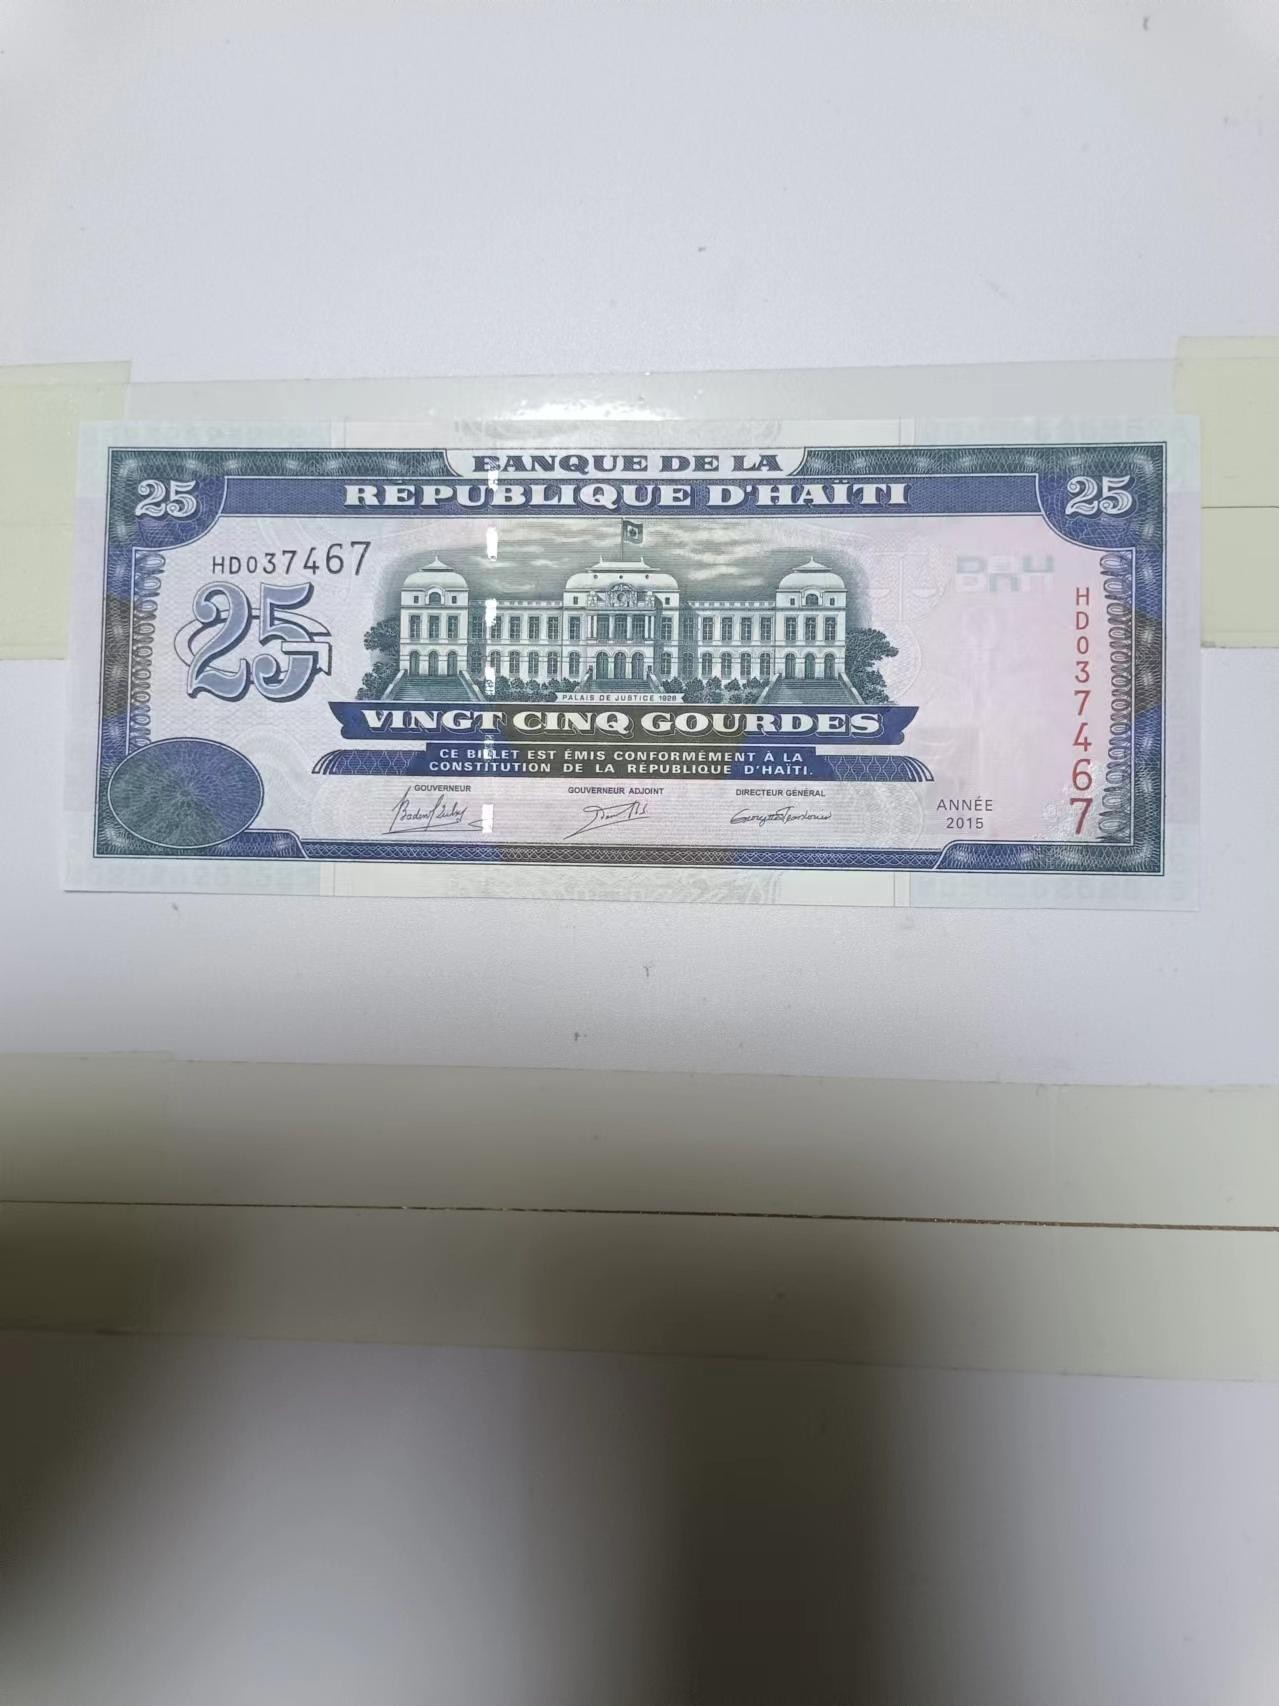 BANQUE DE LA
RÉPUBLIQUE D'HAÏTI
25
25
HD037467
25
HD037467
PALAIS DE JUSTICE 1928
VINGT CINQ GOURDES
CE BILLET EST ÉMIS CONFORMÉMENT À LA
CONSTITUTION DE LA RÉPUBLIQUE D'HAÏTI.
GOUVERNEUR
GOUVERNEUR ADJOINT
DIRECTEUR GÉNÉRAL
ANNÉE
2015